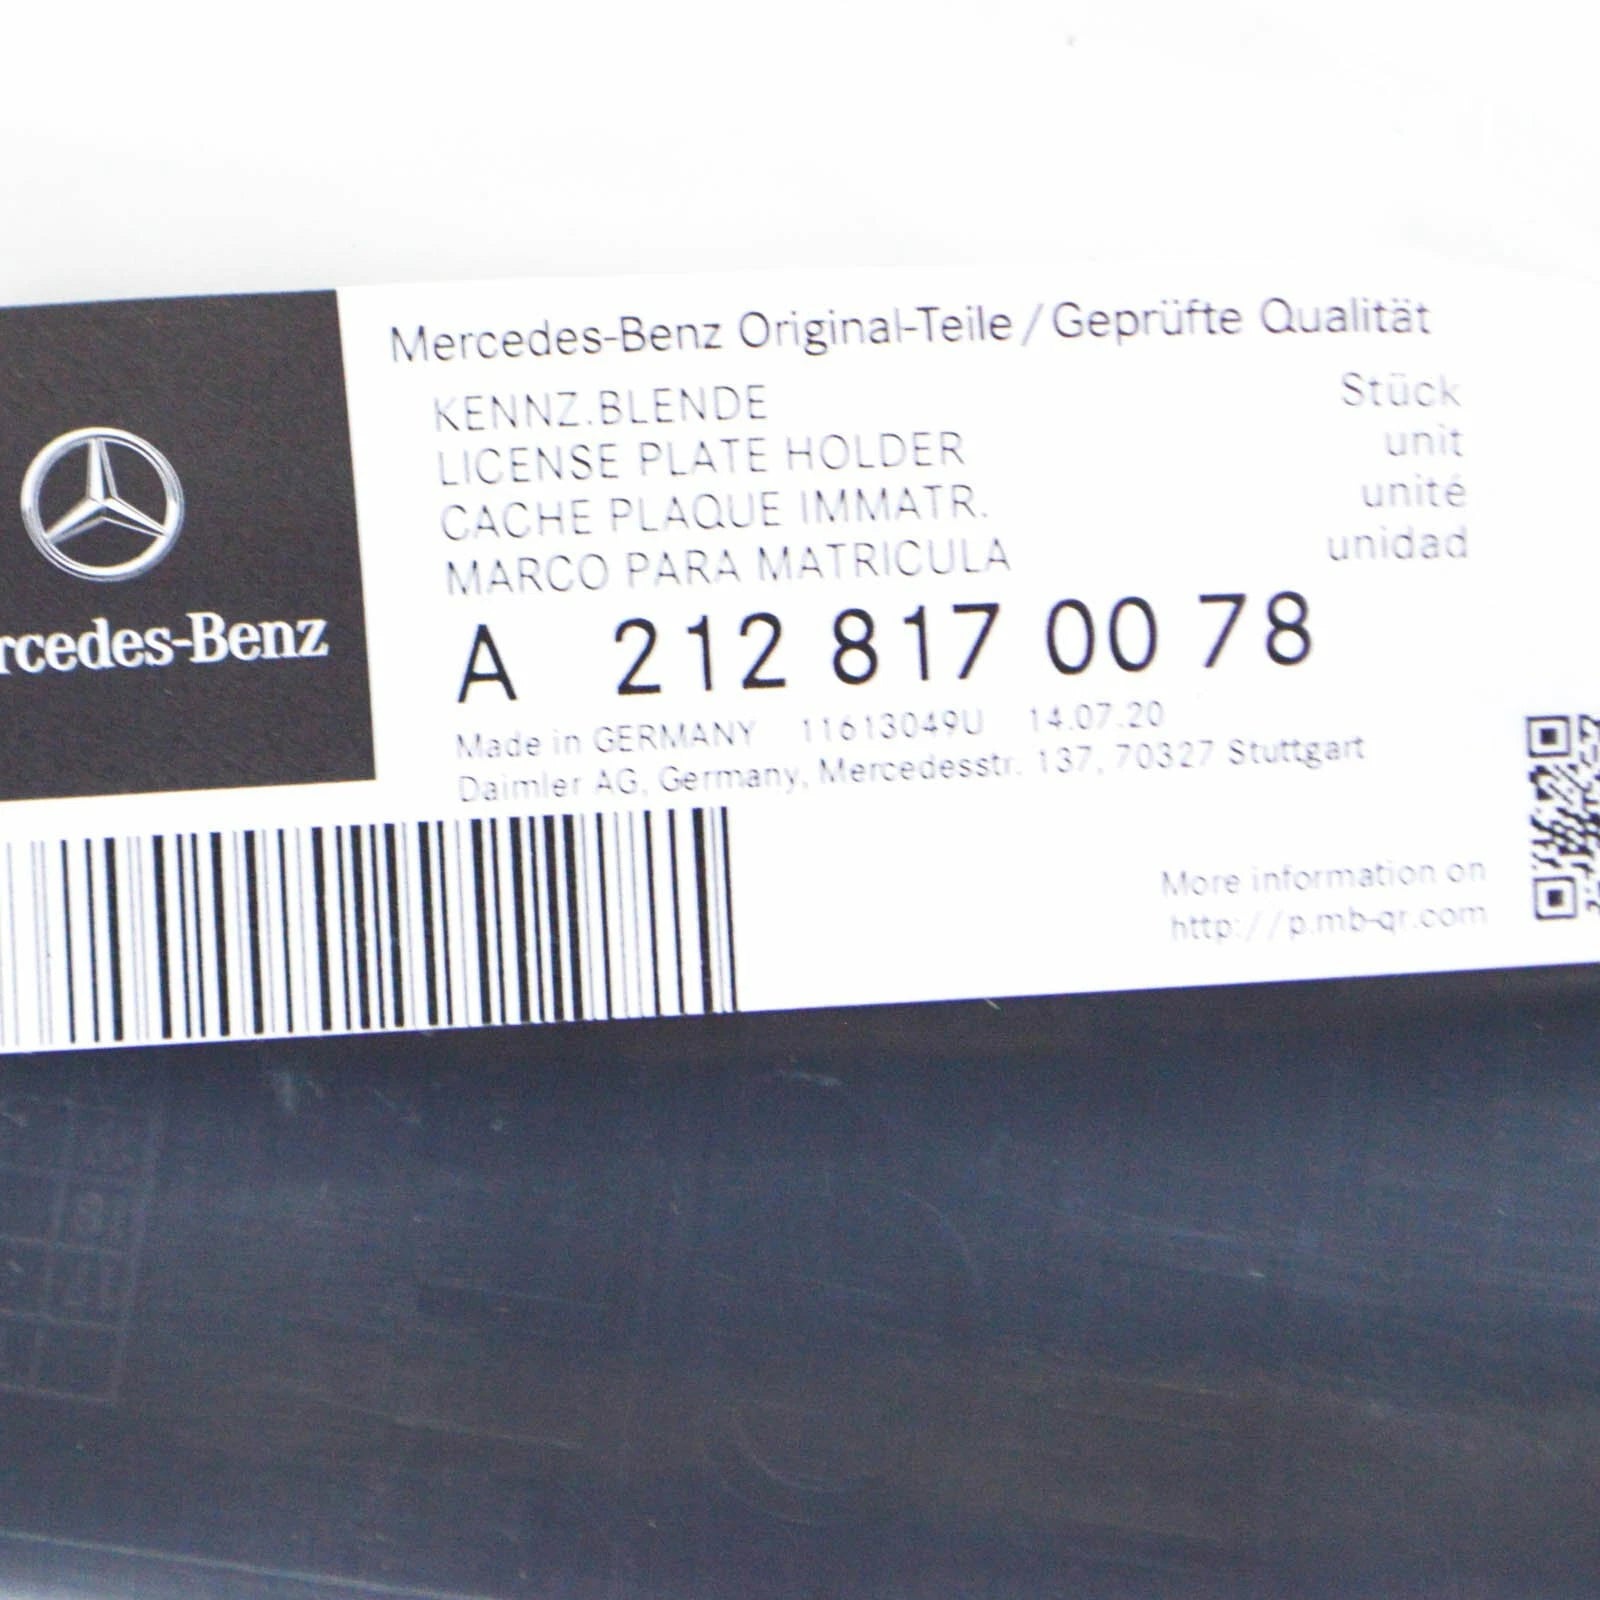 Mercedes-Benz Original-Teile / Geprüfte Qualität
KENNZ.BLENDE Stück
LICENSE PLATE HOLDER unit
CACHE PLAQUE IMMATR. unité
MARCO PARA MATRICULA unidad
rcedes-Benz
A 212 817 00 78
Made in GERMANY 11613049U 14.07.20
Daimler AG, Germany, Mercedesstr. 137, 70327 Stuttgart
More information on
http://p.mb-qr.com